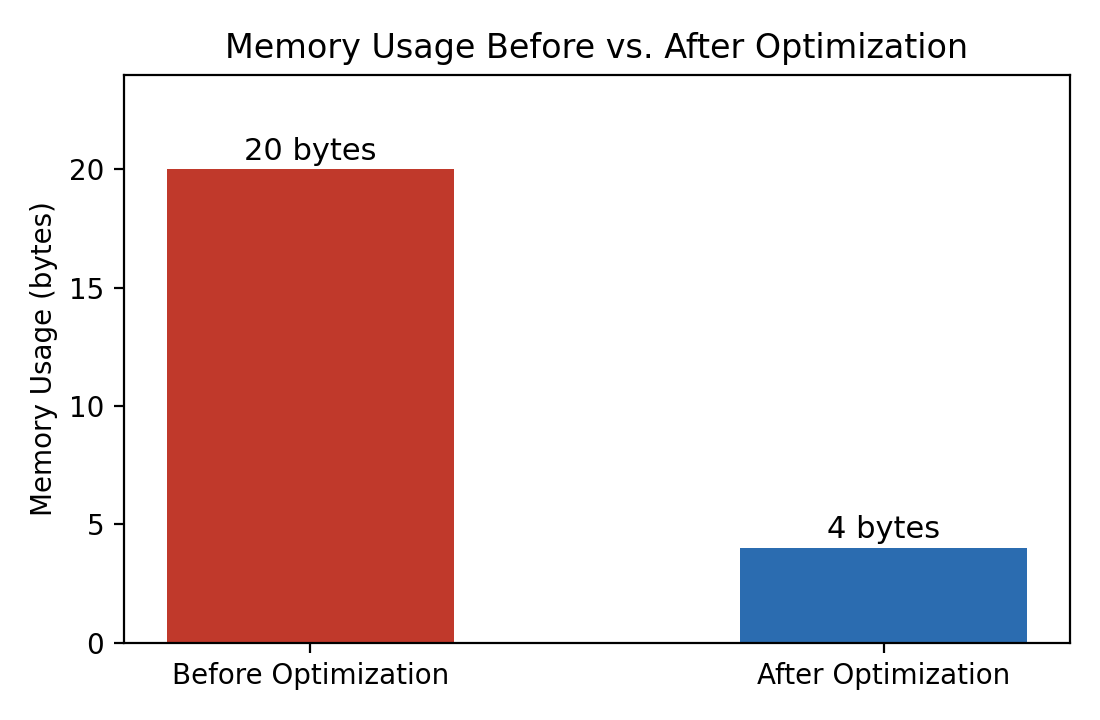 Memory Usage Before vs. After Optimization
Memory Usage (bytes)
20
15
10
5
0
20 bytes
4 bytes
Before Optimization
After Optimization